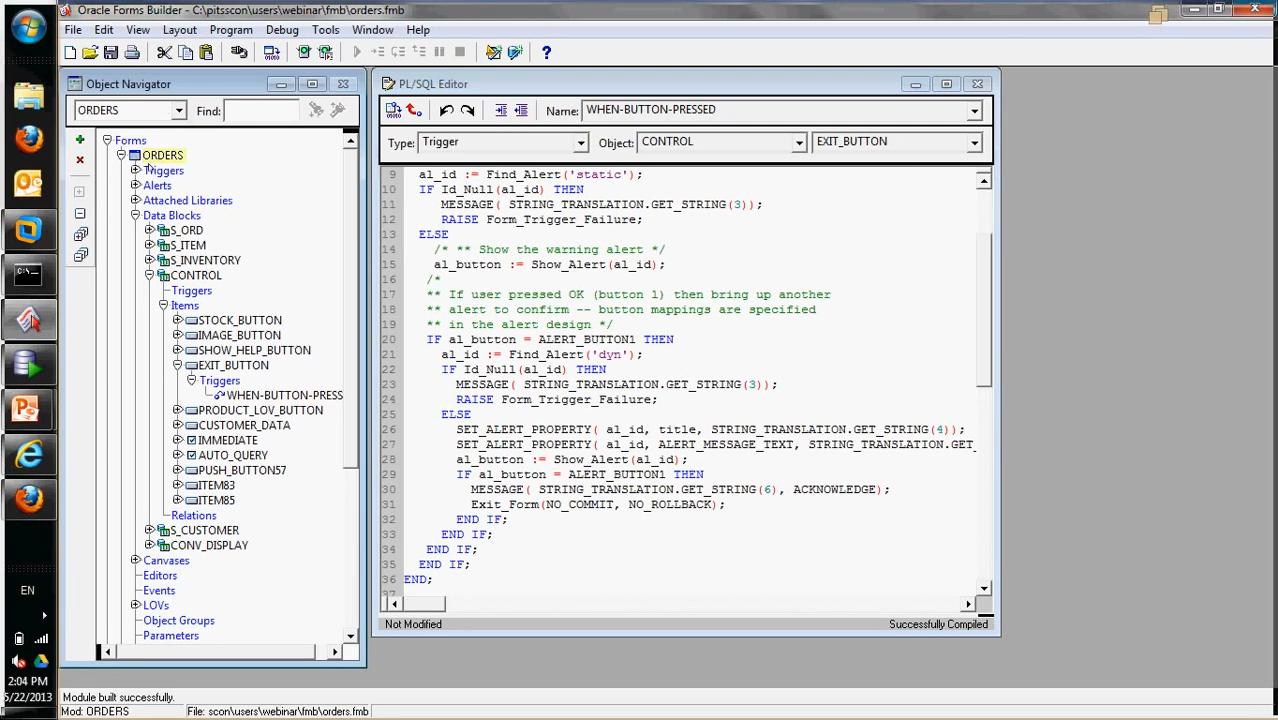 Oracle Forms Builder - C:\pitsscon\users\webinar\fmb\orders.fmb
File Edit View Layout Program Debug Tools Window Help
Object Navigator
ORDERS Find:
Forms
ORDERS
Triggers
Alerts
Attached Libraries
Data Blocks
S_ORD
S_ITEM
S_INVENTORY
CONTROL
Triggers
Items
STOCK_BUTTON
IMAGE_BUTTON
SHOW_HELP_BUTTON
EXIT_BUTTON
Triggers
WHEN-BUTTON-PRESS
PRODUCT_LOV_BUTTON
CUSTOMER_DATA
IMMEDIATE
AUTO_QUERY
PUSH_BUTTON57
ITEM83
ITEM85
Relations
S_CUSTOMER
CONV_DISPLAY
Canvases
Editors
Events
LOVs
Object Groups
Parameters
PL/SQL Editor
Name: WHEN-BUTTON-PRESSED
Type: Trigger Object: CONTROL EXIT_BUTTON
9 al_id := Find_Alert('static');
10 IF Id_Null(al_id) THEN
11 MESSAGE( STRING_TRANSLATION.GET_STRING(3));
12 RAISE Form_Trigger_Failure;
13 ELSE
14 /* ** Show the warning alert */
15 al_button := Show_Alert(al_id);
16 /*
17 ** If user pressed OK (button 1) then bring up another
18 ** alert to confirm -- button mappings are specified
19 ** in the alert design */
20 IF al_button = ALERT_BUTTON1 THEN
21 al_id := Find_Alert('dyn');
22 IF Id_Null(al_id) THEN
23 MESSAGE( STRING_TRANSLATION.GET_STRING(3));
24 RAISE Form_Trigger_Failure;
25 ELSE
26 SET_ALERT_PROPERTY( al_id, title, STRING_TRANSLATION.GET_STRING(4));
27 SET_ALERT_PROPERTY( al_id, ALERT_MESSAGE_TEXT, STRING_TRANSLATION.GET_
28 al_button := Show_Alert(al_id);
29 IF al_button = ALERT_BUTTON1 THEN
30 MESSAGE( STRING_TRANSLATION.GET_STRING(6), ACKNOWLEDGE);
31 Exit_Form(NO_COMMIT, NO_ROLLBACK);
32 END IF;
33 END IF;
34 END IF;
35 END IF;
36 END;
37
Not Modified Successfully Compiled
EN
2:04 PM
5/22/2013
Module built successfully.
Mod: ORDERS File: scon\users\webinar\fmb\orders.fmb